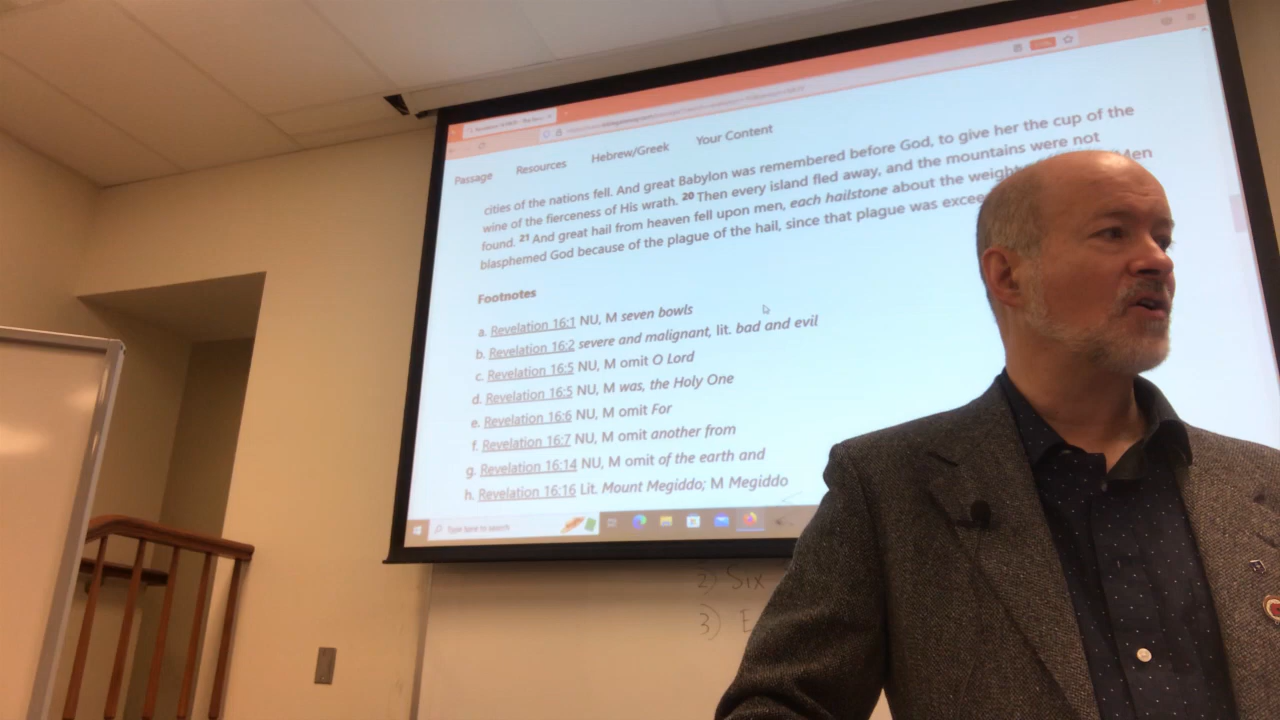 Passage Resources Hebrew/Greek Your Content
cities of the nations fell. And great Babylon was remembered before God, to give her the cup of the
wine of the fierceness of His wrath. 20 Then every island fled away, and the mountains were not
found. 21 And great hail from heaven fell upon men, each hailstone about the weight Men
blasphemed God because of the plague of the hail, since that plague was
Footnotes
a. Revelation 16:1 NU, M seven bowls
b. Revelation 16:2 severe and malignant, lit. bad and evil
c. Revelation 16:5 NU, M omit O Lord
d. Revelation 16:5 NU, M was, the Holy One
e. Revelation 16:6 NU, M omit For
f. Revelation 16:7 NU, M omit another from
g. Revelation 16:14 NU, M omit of the earth and
h. Revelation 16:16 Lit. Mount Megiddo; M Megiddo
Type here to search
2) Six
3) E